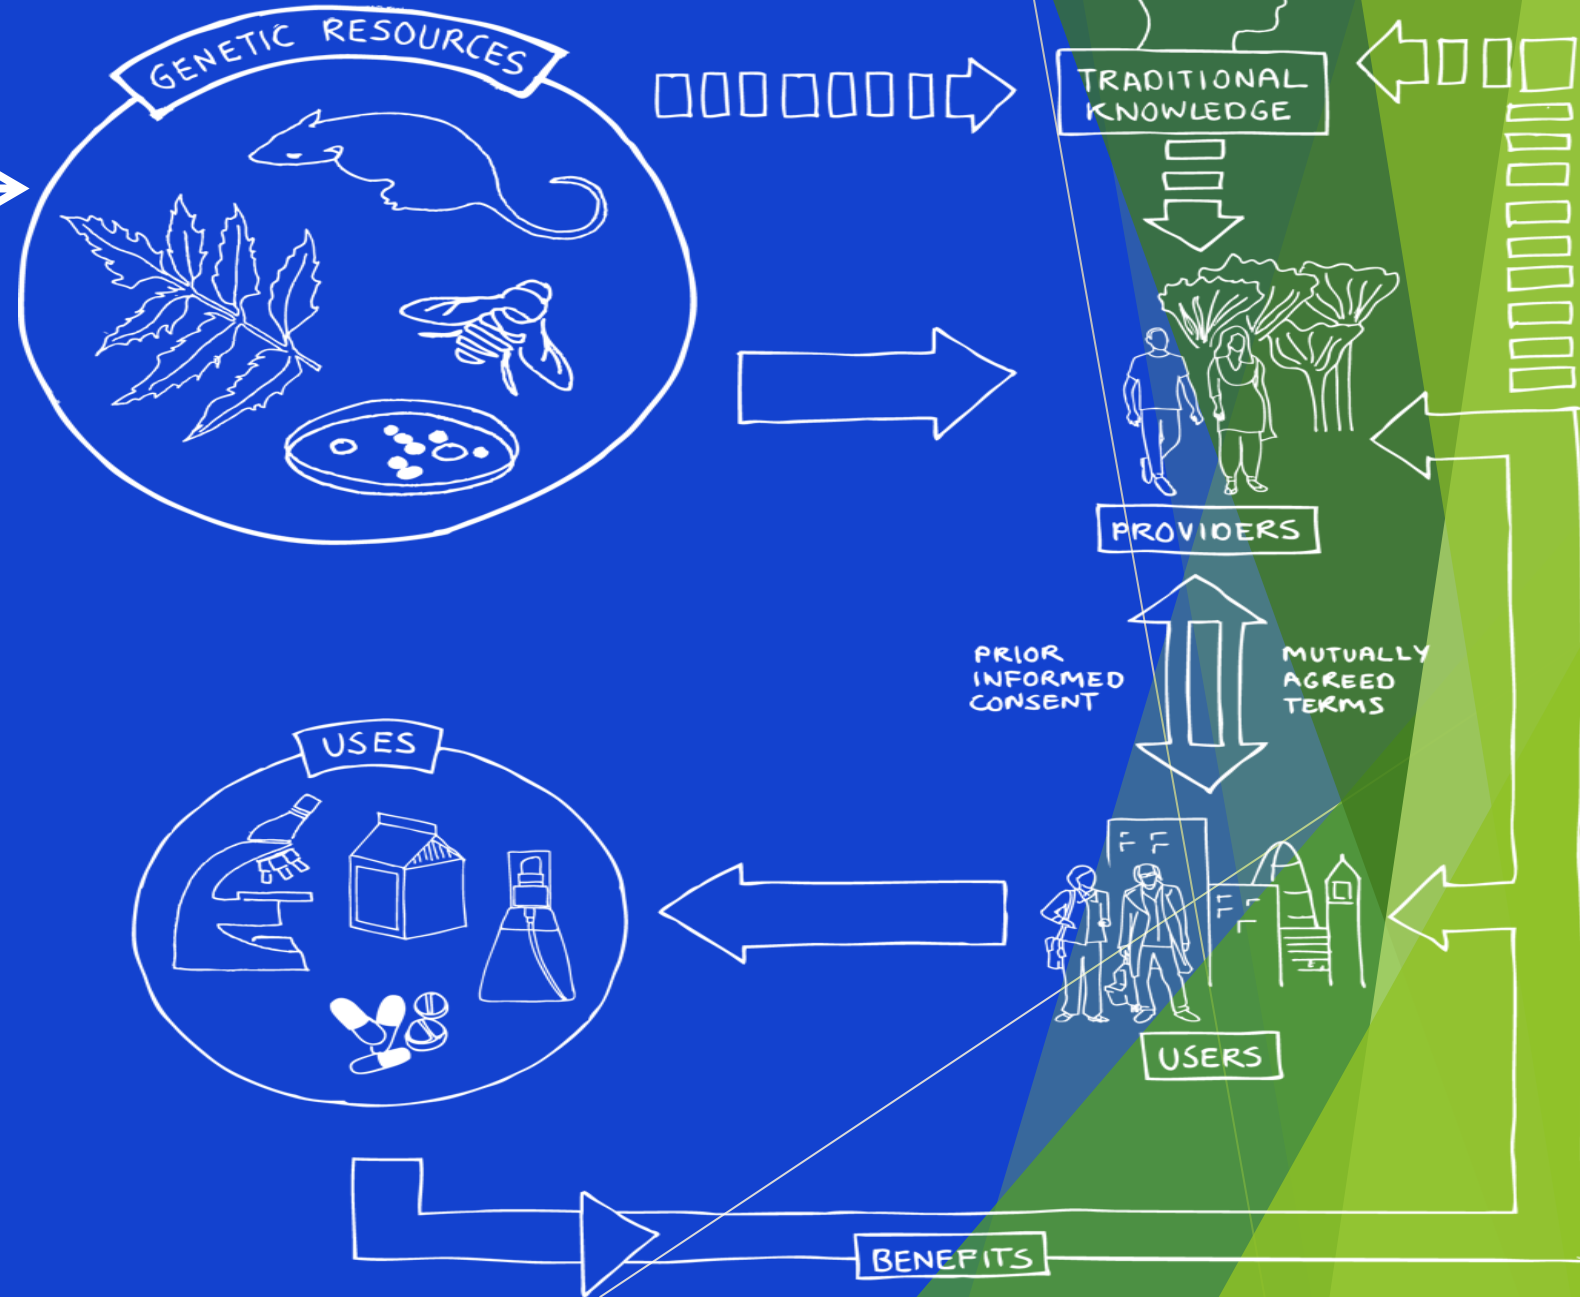 GENETIC RESOURCES
TRADITIONAL
KNOWLEDGE
PROVIDERS
PRIOR
INFORMED
CONSENT
MUTUALLY
AGREED
TERMS
USES
USERS
BENEFITS